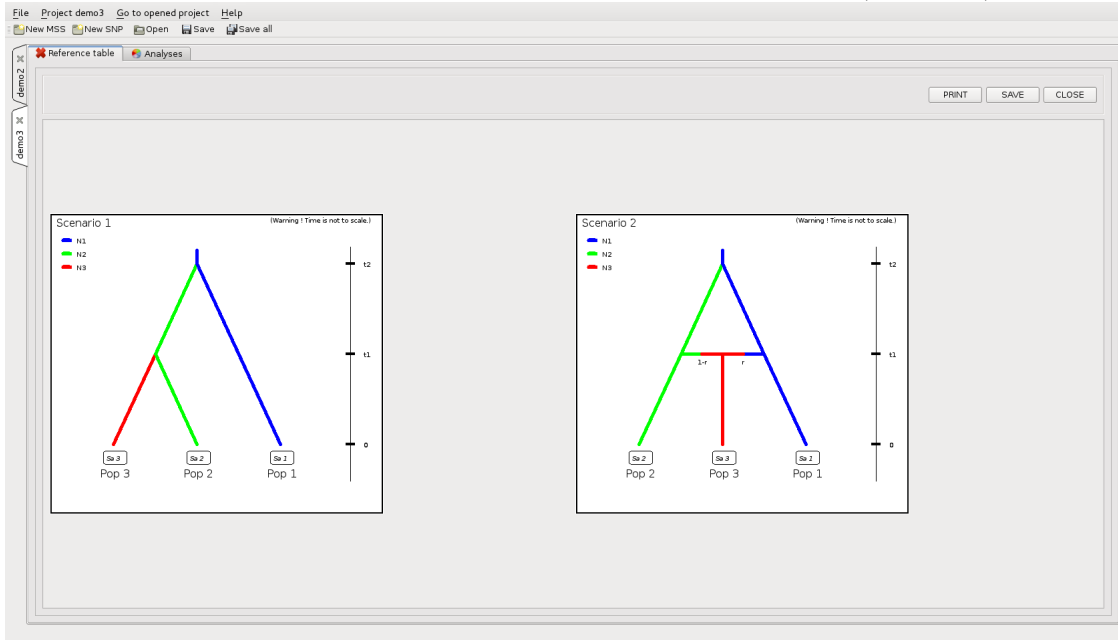 File Project demo3 Go to opened project Help
New MSS New SNP Open Save Save all
Reference table Analyses
demo2
demo3
PRINT SAVE CLOSE
Scenario 1 (Warning ! Time is not to scale.)
N1
N2
N3
t2
t1
0
Sa 3 Sa 2 Sa 1
Pop 3 Pop 2 Pop 1
Scenario 2 (Warning ! Time is not to scale.)
N1
N2
N3
t2
t1
1-r r
0
Sa 2 Sa 3 Sa 1
Pop 2 Pop 3 Pop 1